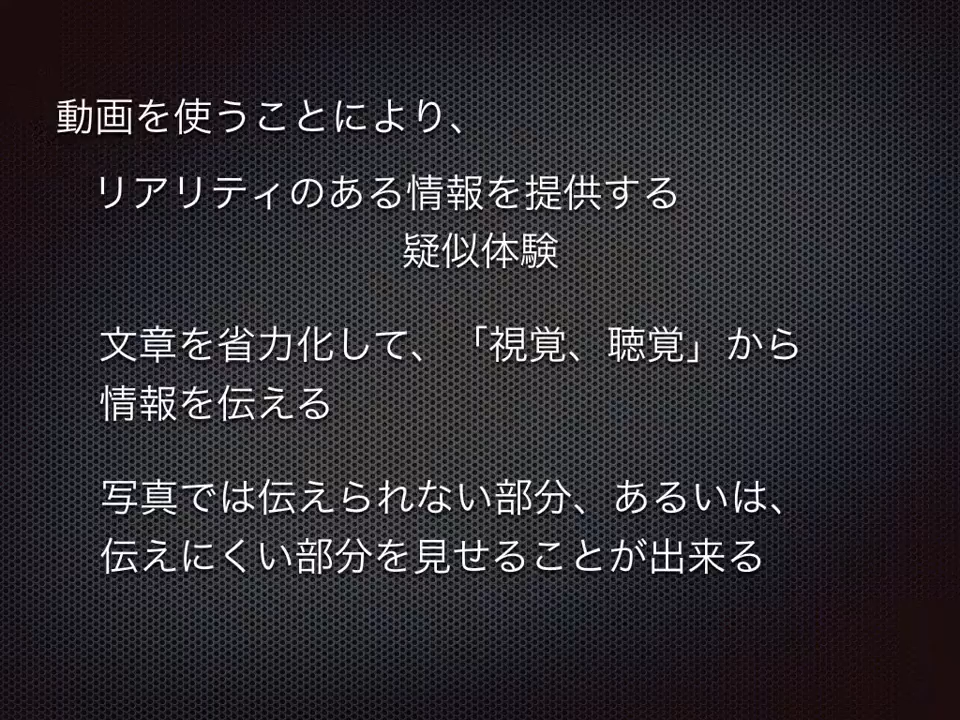 動画を使うことにより、
リアリティのある情報を提供する
疑似体験
文章を省力化して、「視覚、聴覚」から
情報を伝える
写真では伝えられない部分、あるいは、
伝えにくい部分を見せることが出来る